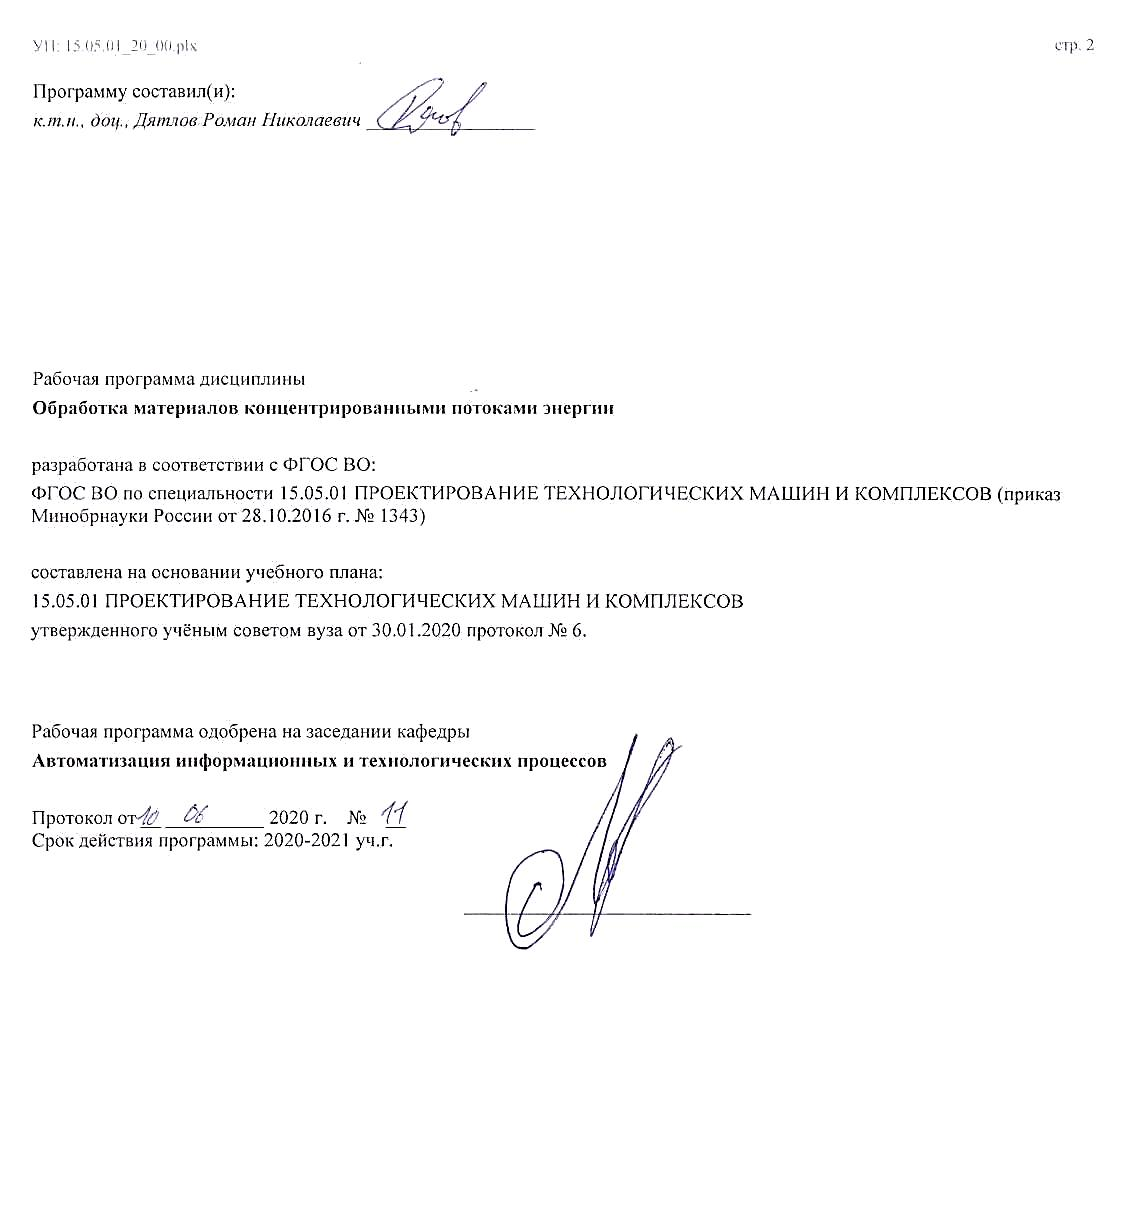 УП: 15.05.01_20_00.plx стр. 2
Программу составил(и):
к.т.н., доц., Дятлов Роман Николаевич
Рабочая программа дисциплины
Обработка материалов концентрированными потоками энергии
разработана в соответствии с ФГОС ВО:
ФГОС ВО по специальности 15.05.01 ПРОЕКТИРОВАНИЕ ТЕХНОЛОГИЧЕСКИХ МАШИН И КОМПЛЕКСОВ (приказ
Минобрнауки России от 28.10.2016 г. № 1343)
составлена на основании учебного плана:
15.05.01 ПРОЕКТИРОВАНИЕ ТЕХНОЛОГИЧЕСКИХ МАШИН И КОМПЛЕКСОВ
утвержденного учёным советом вуза от 30.01.2020 протокол № 6.
Рабочая программа одобрена на заседании кафедры
Автоматизация информационных и технологических процессов
Протокол от 10 06 2020 г. № 11
Срок действия программы: 2020-2021 уч.г.